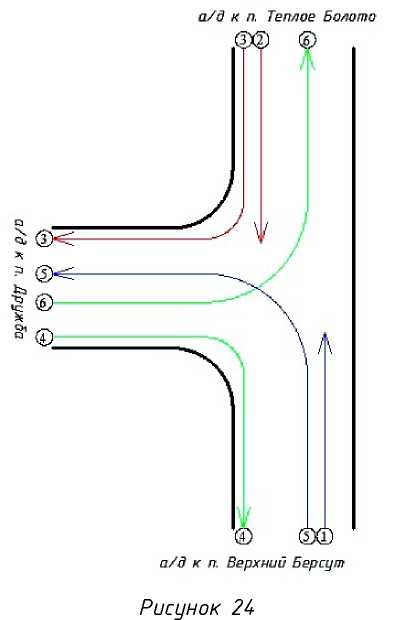 а/д к п. Теплое Болото
3 2 6
а/д к п. Дружба
3
5
6
4
4 5 1
а/д к п. Верхний Берсут
Рисунок 24